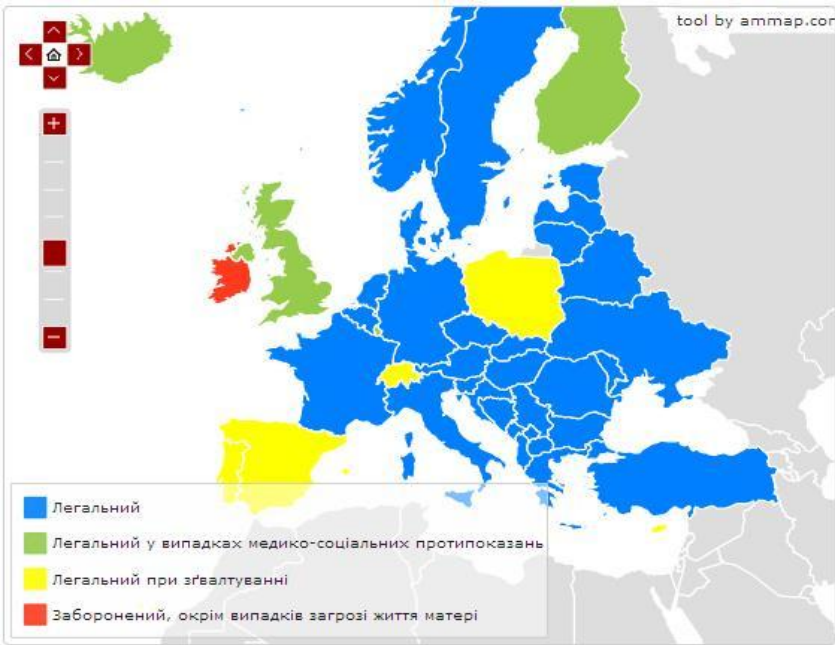 tool by ammap.com
Легальний
Легальний у випадках медико-соціальних протипоказань
Легальний при зґвалтуванні
Заборонений, окрім випадків загрозі життя матері